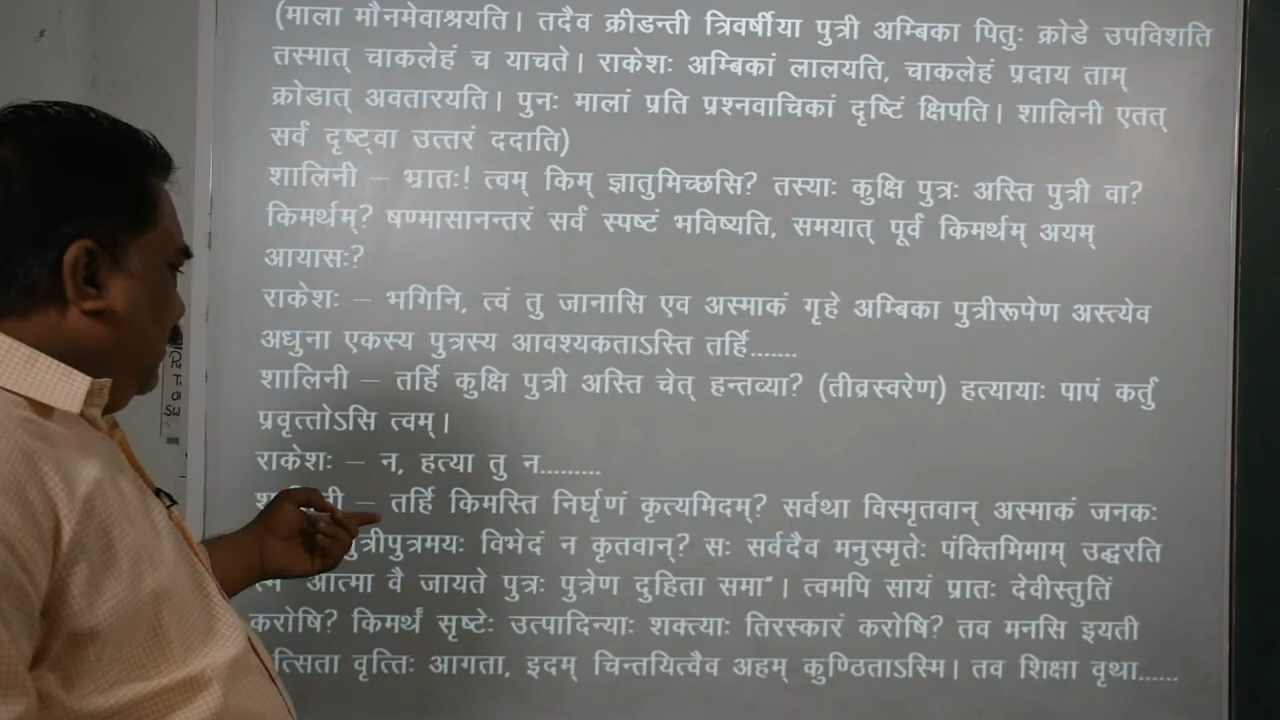 (माला मौनमेवाश्रयति। तदैव क्रीडन्ती त्रिवर्षीया पुत्री अम्बिका पितुः क्रोडे उपविशति
तस्मात् चाकलेहं च याचते। राकेशः अम्बिकां लालयति, चाकलेहं प्रदाय ताम्
क्रोडात् अवतारयति। पुनः मालां प्रति प्रश्नवाचिकां दृष्टिं क्षिपति। शालिनी एतत्
सर्वं दृष्ट्वा उत्तरं ददाति)
शालिनी – भ्रातः! त्वम् किम् ज्ञातुमिच्छसि? तस्याः कुक्षि पुत्रः अस्ति पुत्री वा?
किमर्थम्? षण्मासानन्तरं सर्वं स्पष्टं भविष्यति, समयात् पूर्वं किमर्थम् अयम्
आयासः?
राकेशः – भगिनि, त्वं तु जानासि एव अस्माकं गृहे अम्बिका पुत्रीरूपेण अस्त्येव
अधुना एकस्य पुत्रस्य आवश्यकताऽस्ति तर्हि.......
शालिनी – तर्हि कुक्षि पुत्री अस्ति चेत् हन्तव्या? (तीव्रस्वरेण) हत्यायाः पापं कर्तुं
प्रवृत्तोऽसि त्वम्।
राकेशः – न, हत्या तु न.........
– तर्हि किमस्ति निर्घृणं कृत्यमिदम्? सर्वथा विस्मृतवान् अस्माकं जनकः
पुत्रीपुत्रमयः विभेदं न कृतवान्? सः सर्वदैव मनुस्मृतेः पंक्तिमिमाम् उद्धरति
आत्मा वै जायते पुत्रः पुत्रेण दुहिता समा"। त्वमपि सायं प्रातः देवीस्तुतिं
करोषि? किमर्थं सृष्टेः उत्पादिन्याः शक्त्याः तिरस्कारं करोषि? तव मनसि इयती
वृत्तिः आगता, इदम् चिन्तयित्वैव अहम् कुण्ठिताऽस्मि। तव शिक्षा वृथा......